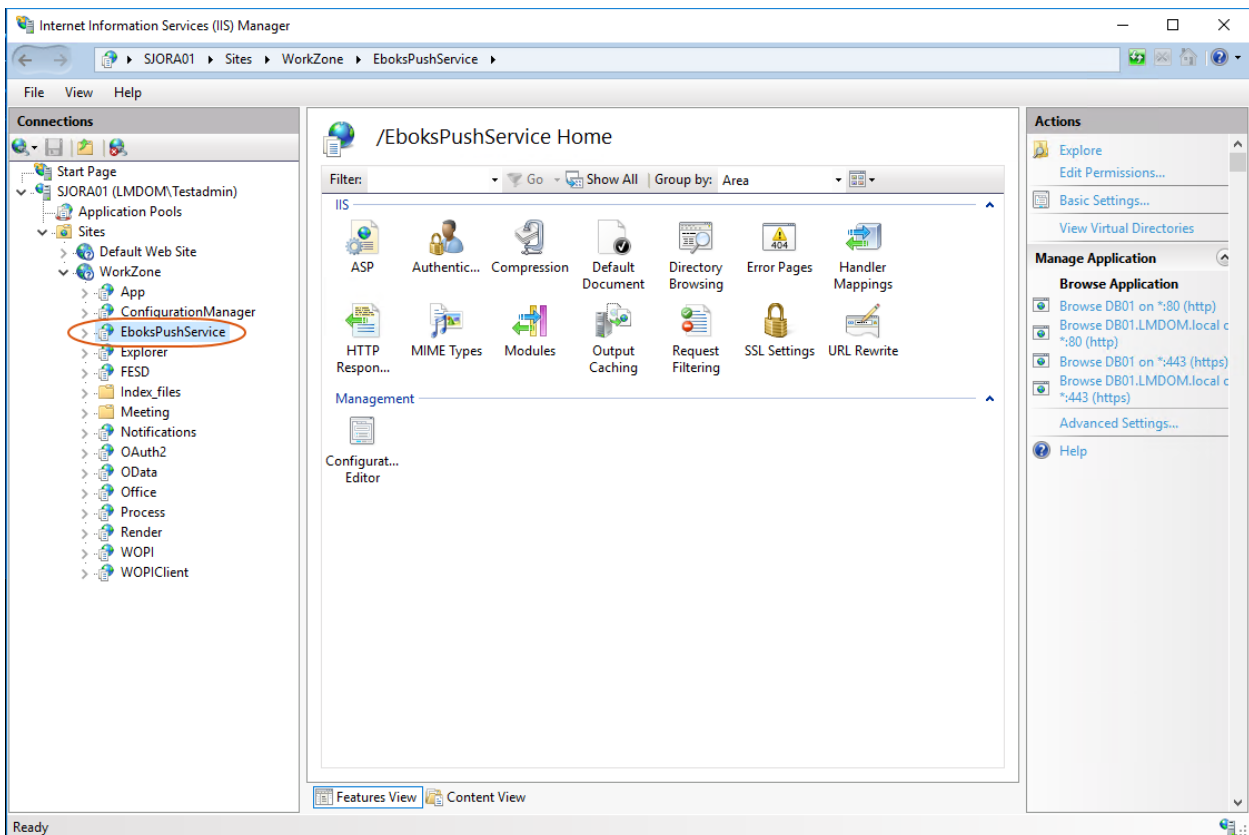 Internet Information Services (IIS) Manager
SJORA01 Sites WorkZone EboksPushService
File View Help
Connections
Start Page
SJORA01 (LMDOM\Testadmin)
Application Pools
Sites
Default Web Site
WorkZone
App
ConfigurationManager
EboksPushService
Explorer
FESD
Index_files
Meeting
Notifications
OAuth2
OData
Office
Process
Render
WOPI
WOPIClient
/EboksPushService Home
Filter: Go Show All Group by: Area
IIS
ASP Authentic... Compression Default Directory Error Pages Handler
Document Browsing Mappings
404
HTTP MIME Types Modules Output Request SSL Settings URL Rewrite
Respon... Caching Filtering
Management
Configurat...
Editor
Features View Content View
Actions
Explore
Edit Permissions...
Basic Settings...
View Virtual Directories
Manage Application
Browse Application
Browse DB01 on *:80 (http)
Browse DB01.LMDOM.local o
*:80 (http)
Browse DB01 on *:443 (https)
Browse DB01.LMDOM.local o
*:443 (https)
Advanced Settings...
Help
Ready